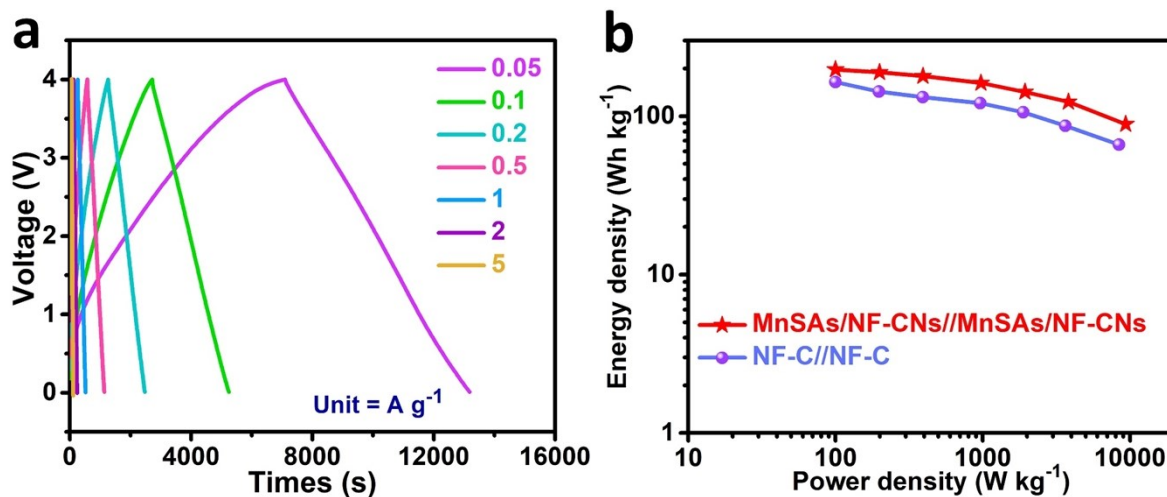 a
Voltage (V)
4
3
2
1
0
0.05
0.1
0.2
0.5
1
2
5
Unit = A g⁻¹
0 4000 8000 12000 16000
Times (s)
b
Energy density (Wh kg⁻¹)
100
10
1
MnSAs/NF-CNs//MnSAs/NF-CNs
NF-C//NF-C
10 100 1000 10000
Power density (W kg⁻¹)